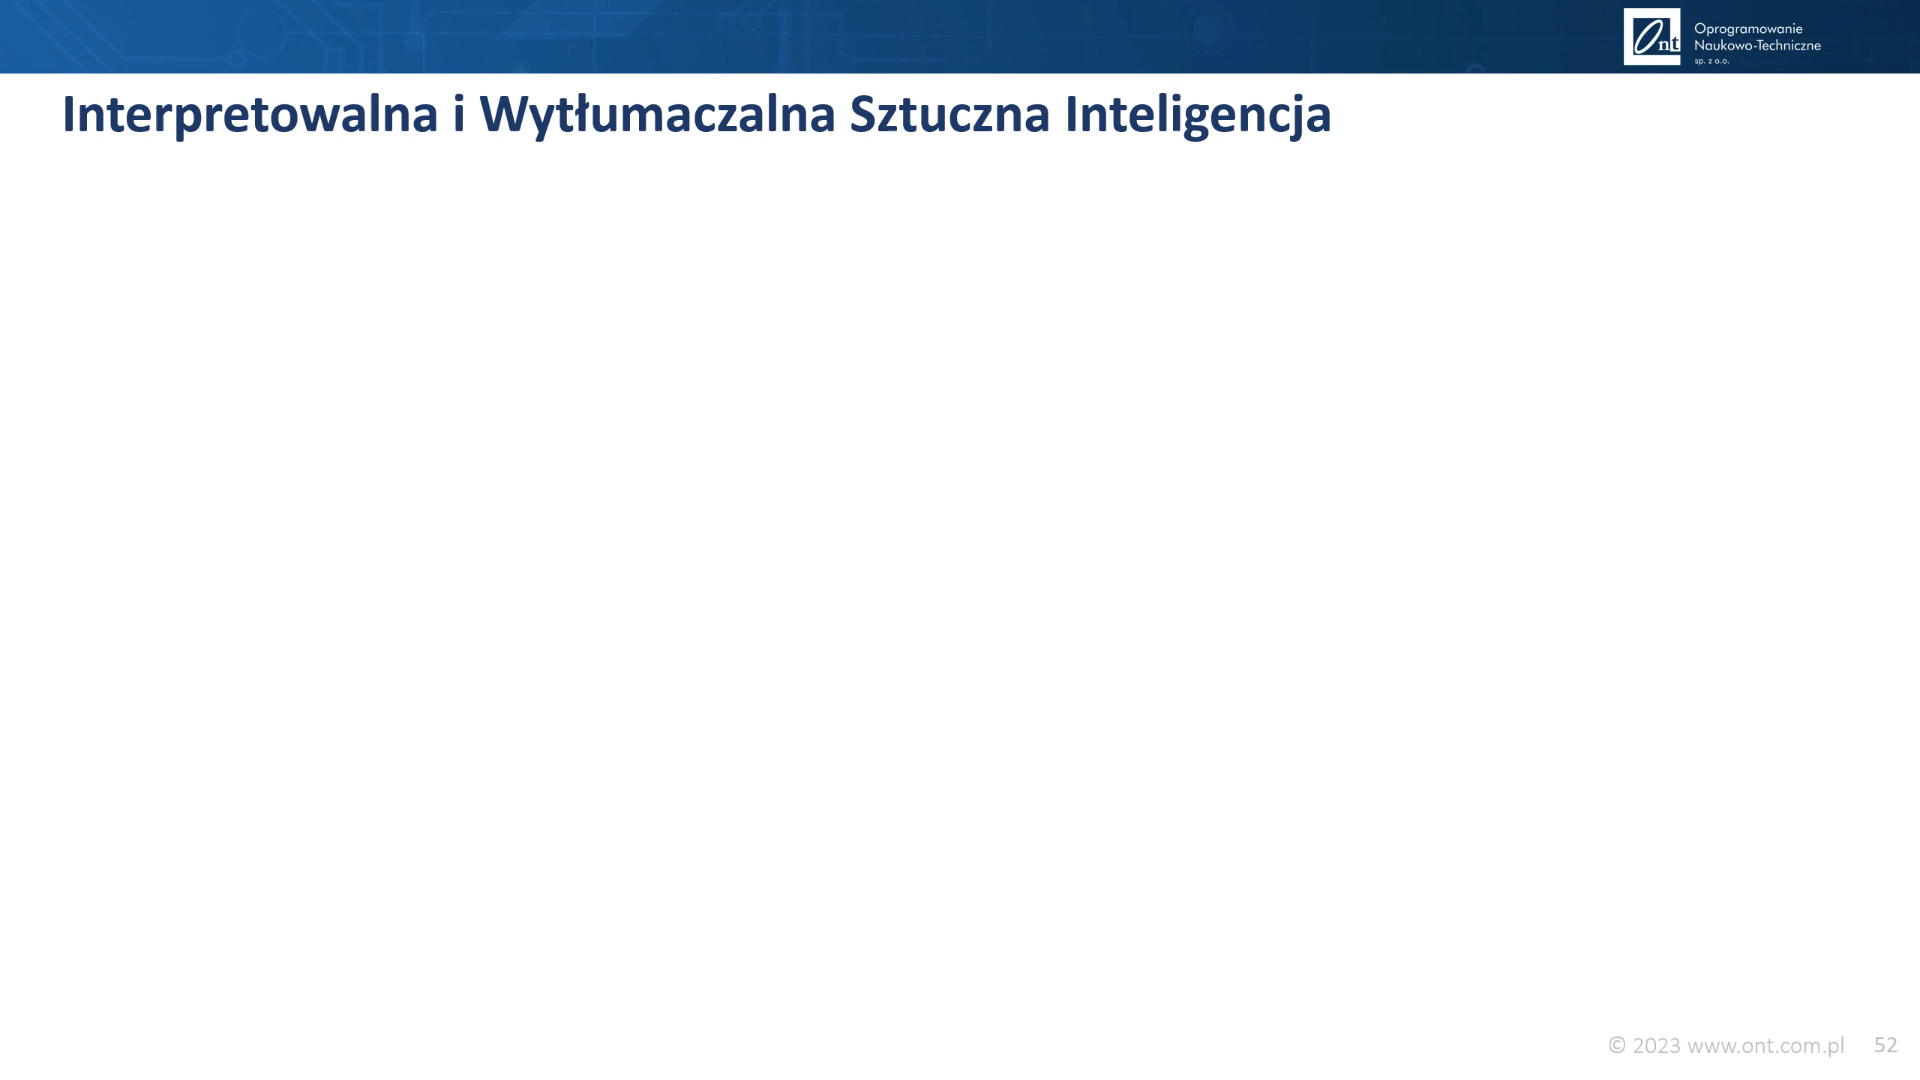 Ont
Oprogramowanie
Naukowo-Techniczne
sp. z o.o.
Interpretowalna i Wytłumaczalna Sztuczna Inteligencja
© 2023 www.ont.com.pl 52